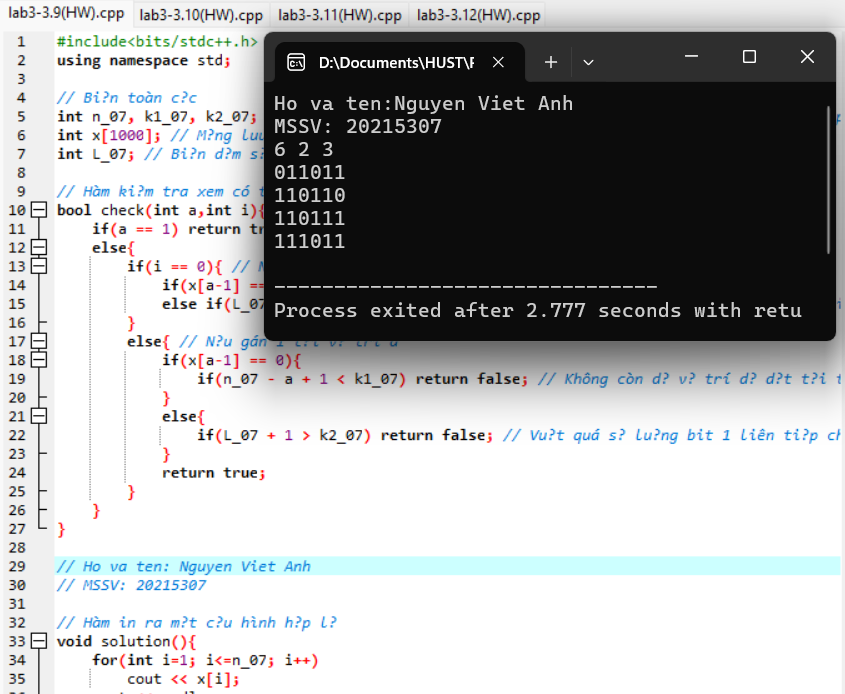 lab3-3.9(HW).cpp lab3-3.10(HW).cpp lab3-3.11(HW).cpp lab3-3.12(HW).cpp
1 #include<bits/stdc++.h>
2 using namespace std;
3
4 // Bi?n toàn c?c
5 int n_07, k1_07, k2_07;
6 int x[1000]; // M?ng luu
7 int L_07; // Bi?n d?m s?
8
9 // Hàm ki?m tra xem có t
10 bool check(int a,int i){
11 if(a == 1) return tr
12 else{
13 if(i == 0){ // N
14 if(x[a-1] ==
15 else if(L_07
16 }
17 else{ // N?u gán 1 t?i v? trí a
18 if(x[a-1] == 0){
19 if(n_07 - a + 1 < k1_07) return false; // Không còn d? v? trí d? d?t t?i t
20 }
21 else{
22 if(L_07 + 1 > k2_07) return false; // Vu?t quá s? lu?ng bit 1 liên ti?p ch
23 }
24 return true;
25 }
26 }
27 }
28
29 // Ho va ten: Nguyen Viet Anh
30 // MSSV: 20215307
31
32 // Hàm in ra m?t c?u hình h?p l?
33 void solution(){
34 for(int i=1; i<=n_07; i++)
35 cout << x[i];
D:\Documents\HUST\F
Ho va ten:Nguyen Viet Anh
MSSV: 20215307
6 2 3
011011
110110
110111
111011
--------------------------------
Process exited after 2.777 seconds with retu